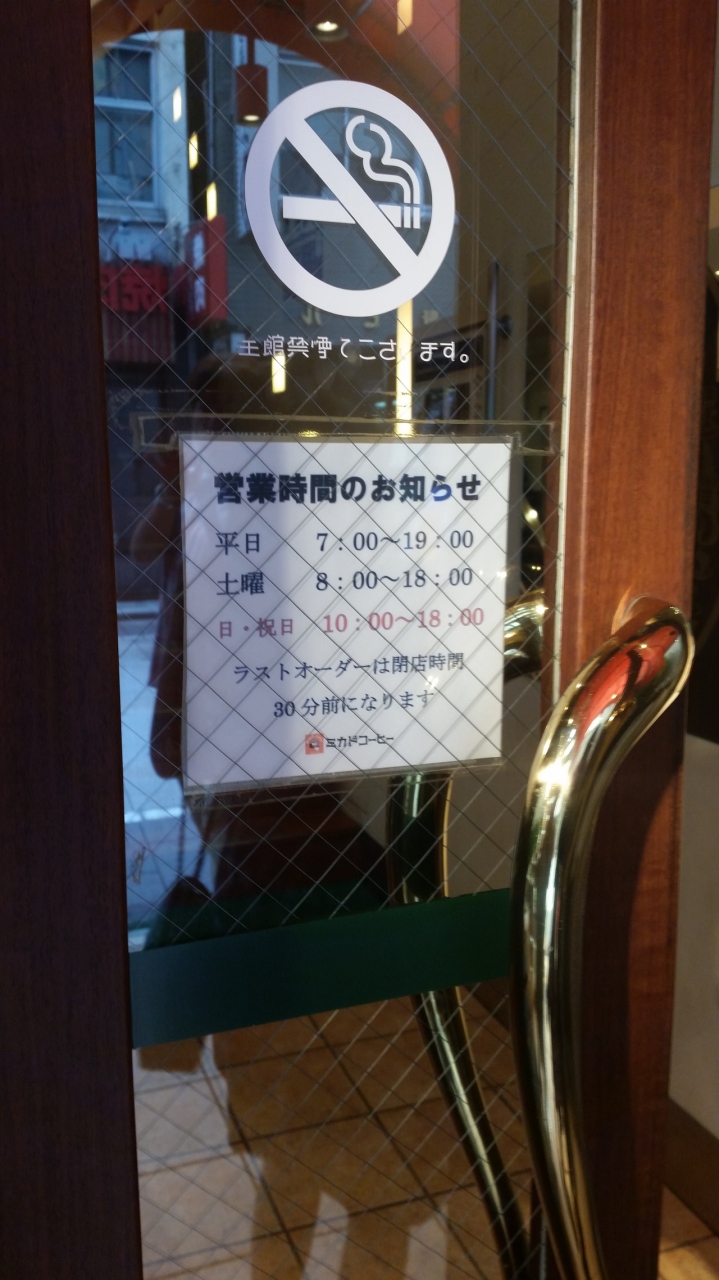 全館禁煙でございます。
営業時間のお知らせ
平日 7：00〜19：00
土曜 8：00〜18：00
日・祝日 10：00〜18：00
ラストオーダーは閉店時間
30分前になります
ミカドコーヒー